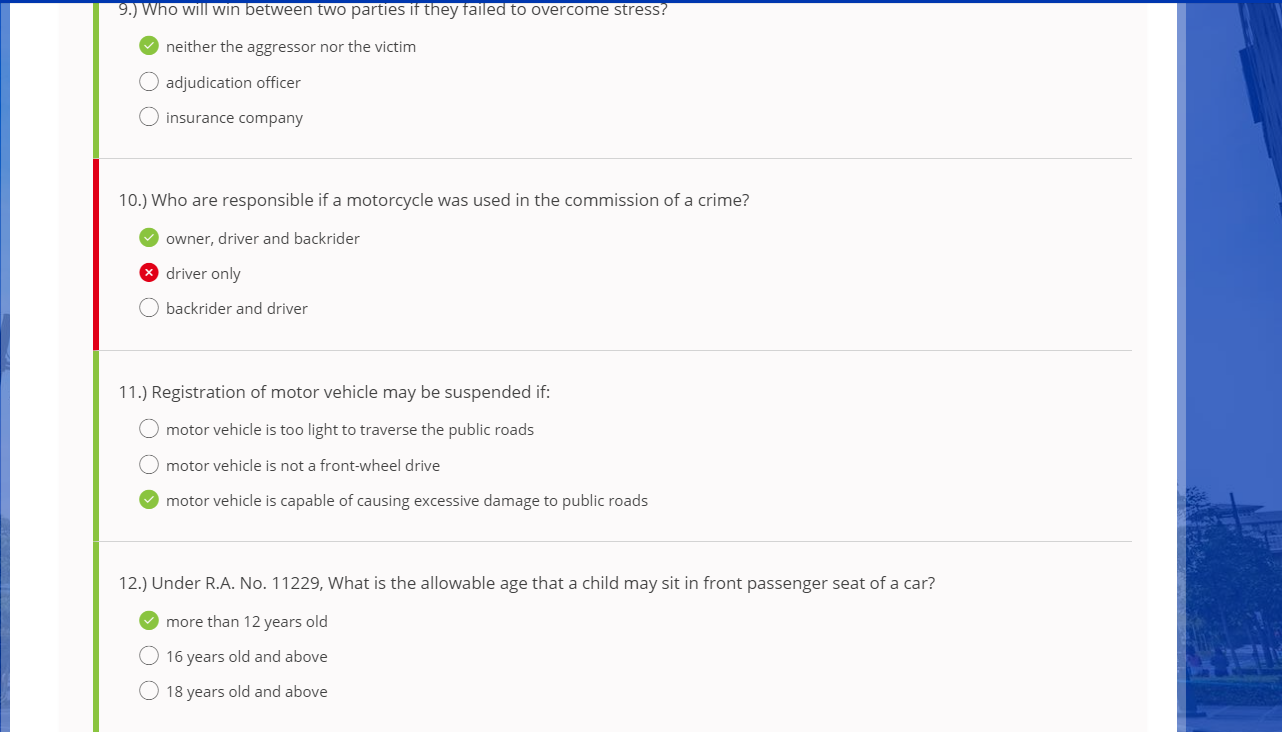 9.) Who will win between two parties if they failed to overcome stress?
neither the aggressor nor the victim
adjudication officer
insurance company
10.) Who are responsible if a motorcycle was used in the commission of a crime?
owner, driver and backrider
driver only
backrider and driver
11.) Registration of motor vehicle may be suspended if:
motor vehicle is too light to traverse the public roads
motor vehicle is not a front-wheel drive
motor vehicle is capable of causing excessive damage to public roads
12.) Under R.A. No. 11229, What is the allowable age that a child may sit in front passenger seat of a car?
more than 12 years old
16 years old and above
18 years old and above